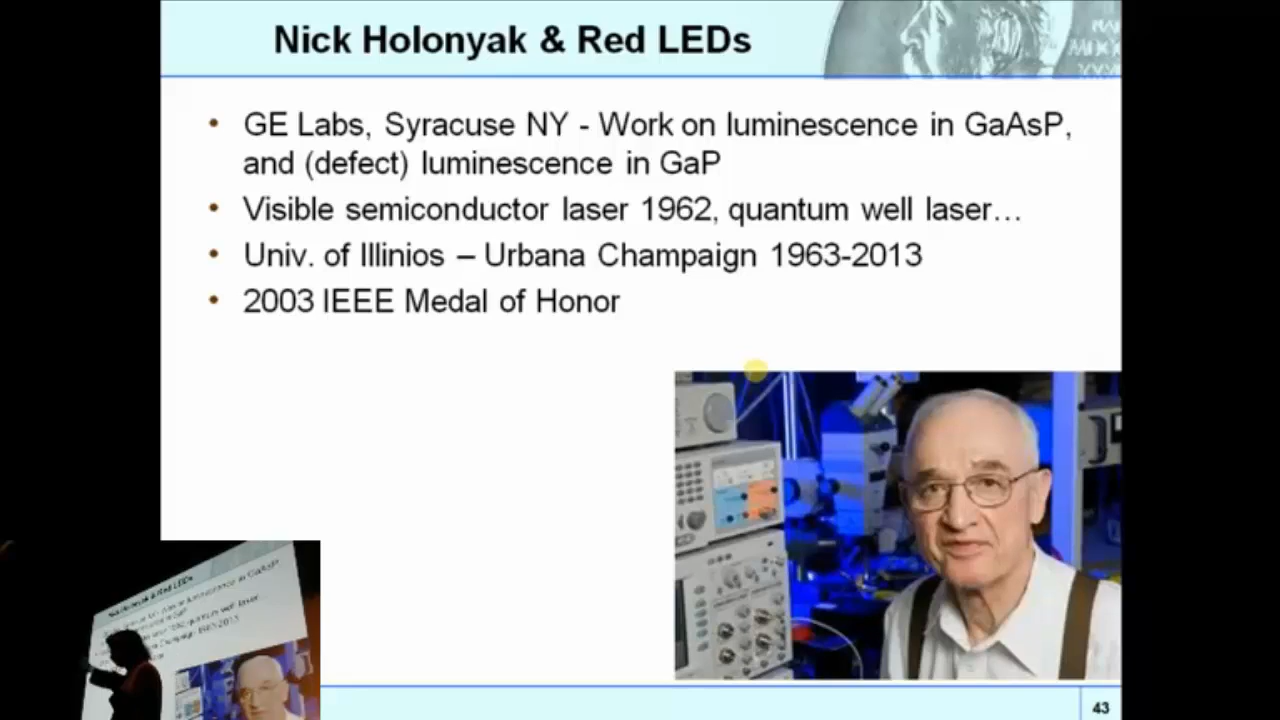 Nick Holonyak & Red LEDs
• GE Labs, Syracuse NY - Work on luminescence in GaAsP,
and (defect) luminescence in GaP
• Visible semiconductor laser 1962, quantum well laser…
• Univ. of Illinios – Urbana Champaign 1963-2013
• 2003 IEEE Medal of Honor
43